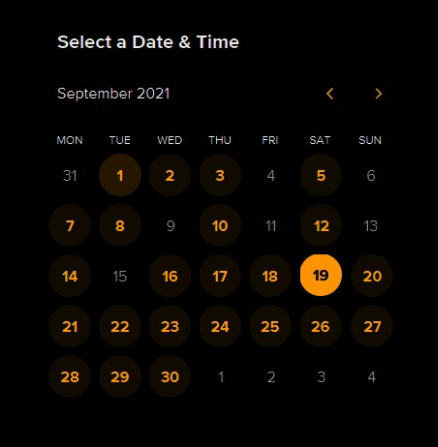 Select a Date & Time
September 2021
MON TUE WED THU FRI SAT SUN
31 1 2 3 4 5 6
7 8 9 10 11 12 13
14 15 16 17 18 19 20
21 22 23 24 25 26 27
28 29 30 1 2 3 4